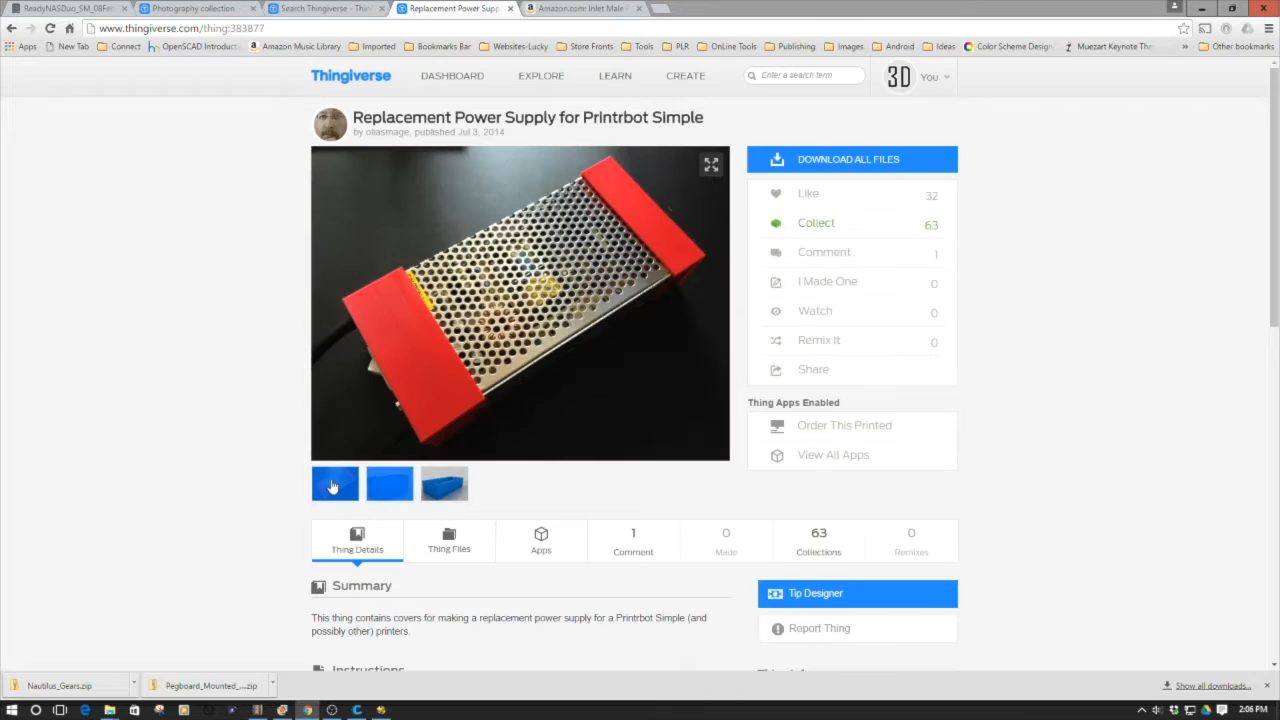 ReadyNASDuo_SM_08Feb
Photography collection
Search Thingiverse - Thing
Replacement Power Supp
Amazon.com: Inlet Male
www.thingiverse.com/thing:383877
Apps
New Tab
Connect
OpenSCAD Introduct
Amazon Music Library
Imported
Bookmarks Bar
Websites-Lucky
Store Fronts
Tools
PLR
OnLine Tools
Publishing
Images
Android
Ideas
Color Scheme Design
Muezart Keynote The
»
Other bookmarks
Thingiverse
DASHBOARD
EXPLORE
LEARN
CREATE
Enter a search term
3D
You
Replacement Power Supply for Printrbot Simple
by oliasmage, published Jul 3, 2014
DOWNLOAD ALL FILES
Like 32
Collect 63
Comment 1
I Made One 0
Watch 0
Remix It 0
Share
Thing Apps Enabled
Order This Printed
View All Apps
Thing Details
Thing Files
Apps
1
Comment
0
Made
63
Collections
0
Remixes
Summary
This thing contains covers for making a replacement power supply for a Printrbot Simple (and
possibly other) printers.
Tip Designer
Report Thing
Instructions
Nautilus_Gears.zip
Pegboard_Mounted_....zip
Show all downloads...
2:06 PM